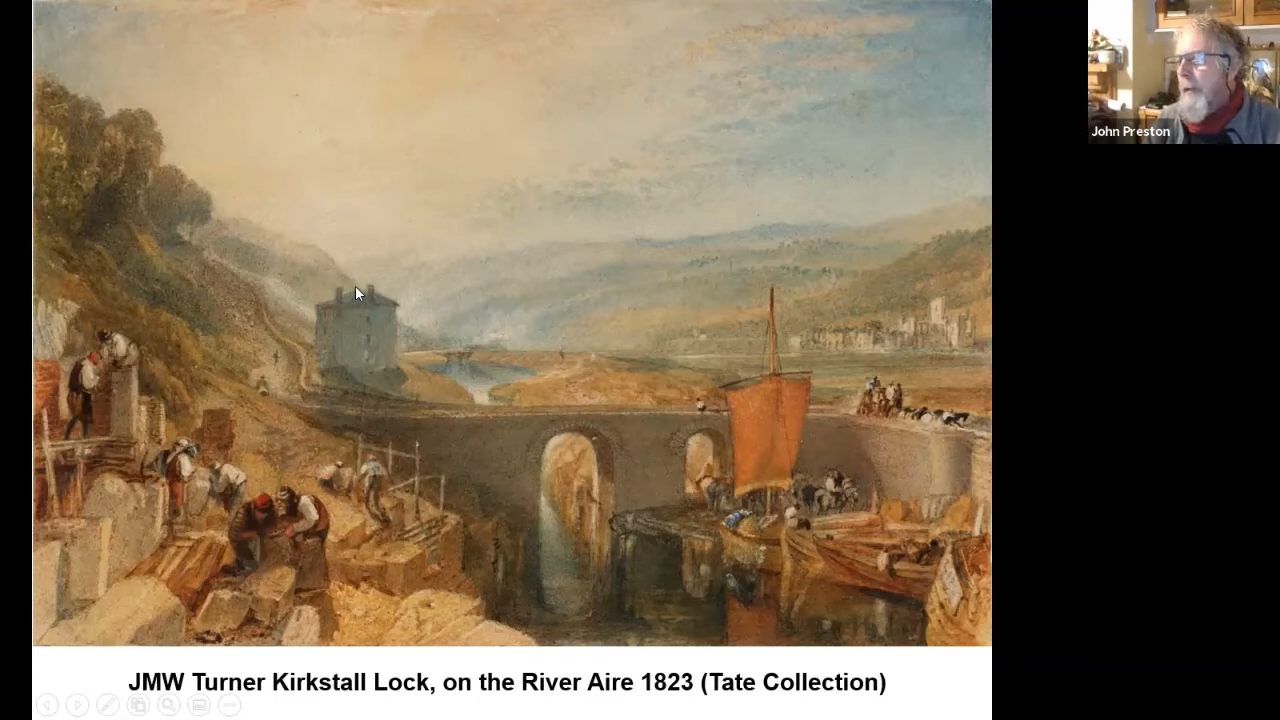 John Preston
JMW Turner Kirkstall Lock, on the River Aire 1823 (Tate Collection)